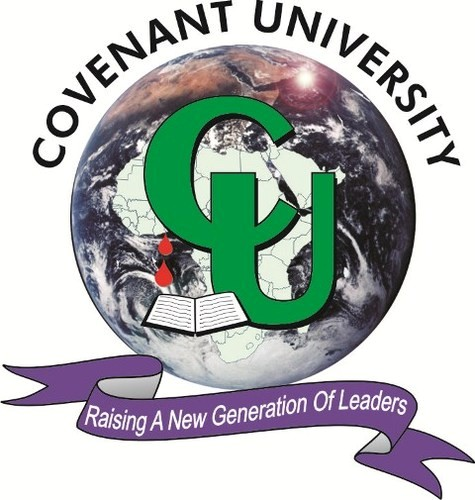 COVENANT UNIVERSITY
CU
Raising A New Generation Of Leaders